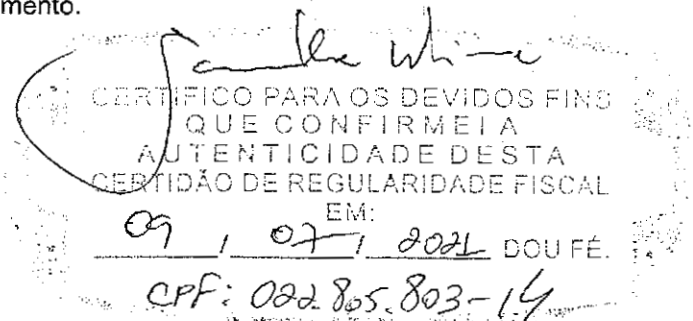 mento.
CERTIFICO PARA OS DEVIDOS FINS
QUE CONFIRMEI A
AUTENTICIDADE DESTA
CERTIDÃO DE REGULARIDADE FISCAL
EM:
09 / 07 / 2021 DOU FÉ.
CPF: 022.805.803-14